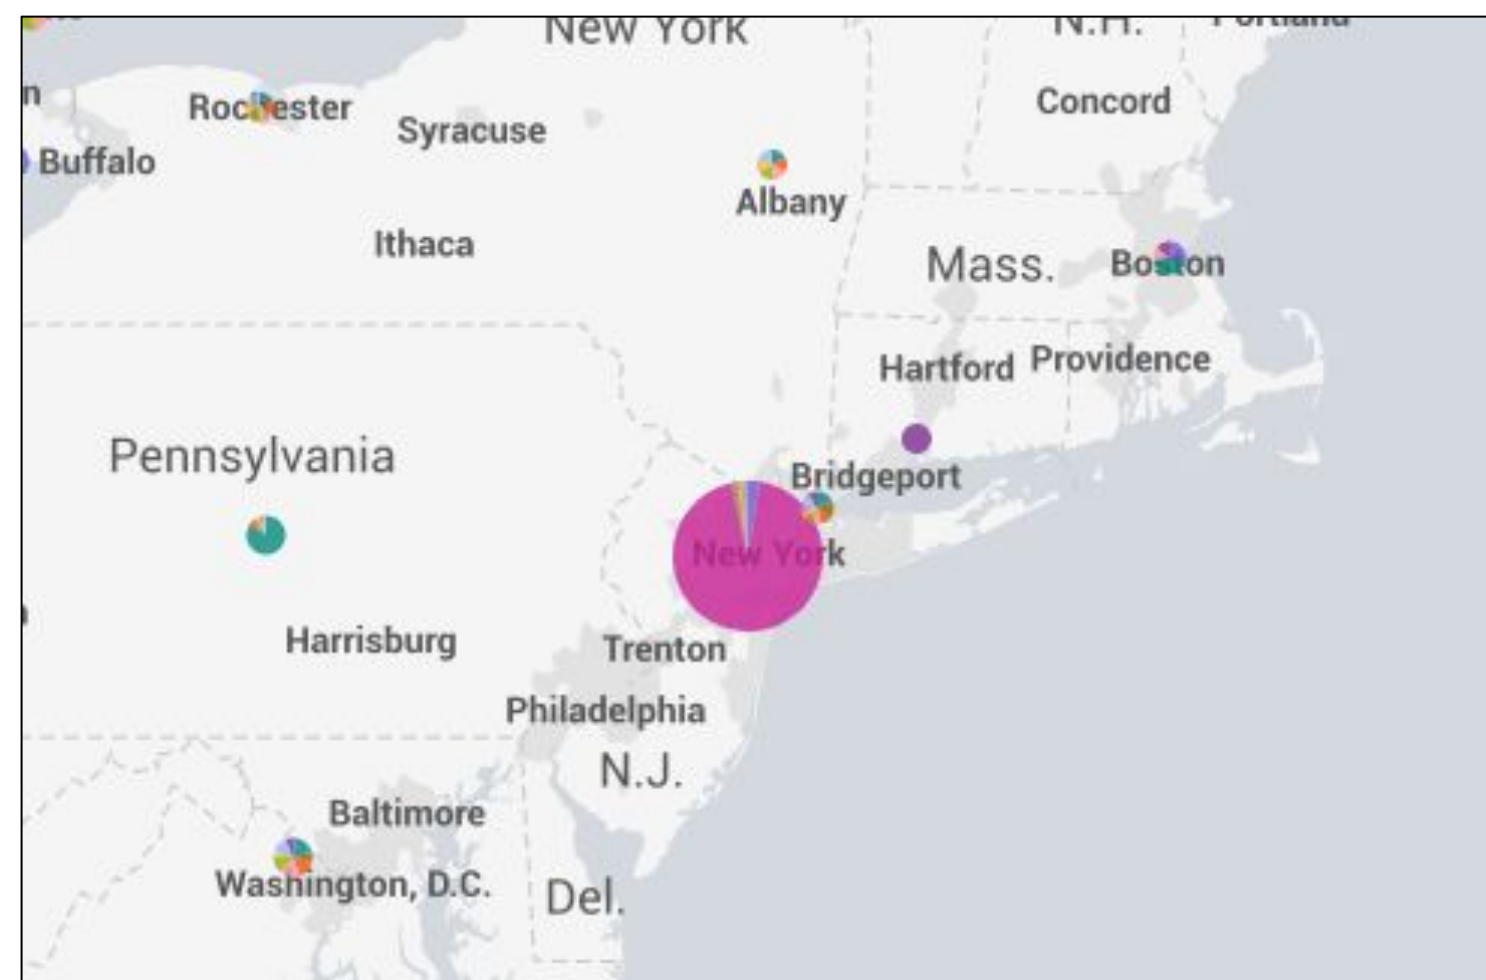 New York
N.H.
Portland
Concord
Rochester
Syracuse
Buffalo
Albany
Ithaca
Mass.
Boston
Hartford
Providence
Pennsylvania
Bridgeport
New York
Harrisburg
Trenton
Philadelphia
N.J.
Baltimore
Washington, D.C.
Del.